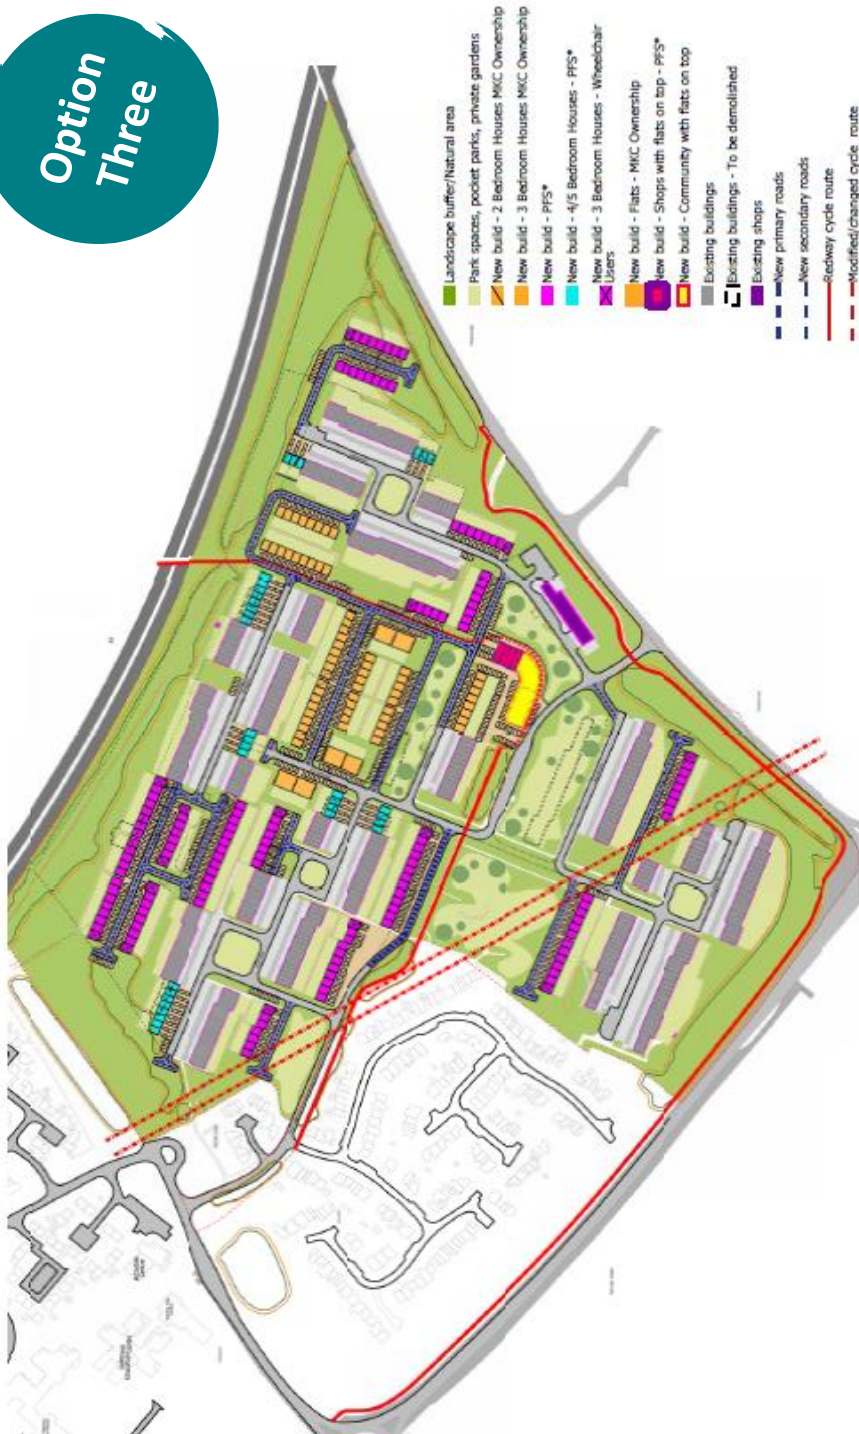 Option
Three
Landscape buffer/Natural area
Park spaces, pocket parks, private gardens
New build - 2 Bedroom Houses MKC Ownership
New build - 3 Bedroom Houses MKC Ownership
New build - PFS*
New build - 4/5 Bedroom Houses - PFS*
New build - 3 Bedroom Houses - Wheelchair
Users
New build - Flats - MKC Ownership
New build - Shops with flats on top - PFS*
New build - Community with flats on top
Existing buildings
Existing buildings - To be demolished
Existing shops
New primary roads
New secondary roads
Redway cycle route
Modified/changed cycle route